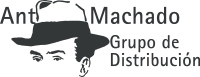 Ant Machado
Grupo de
Distribución